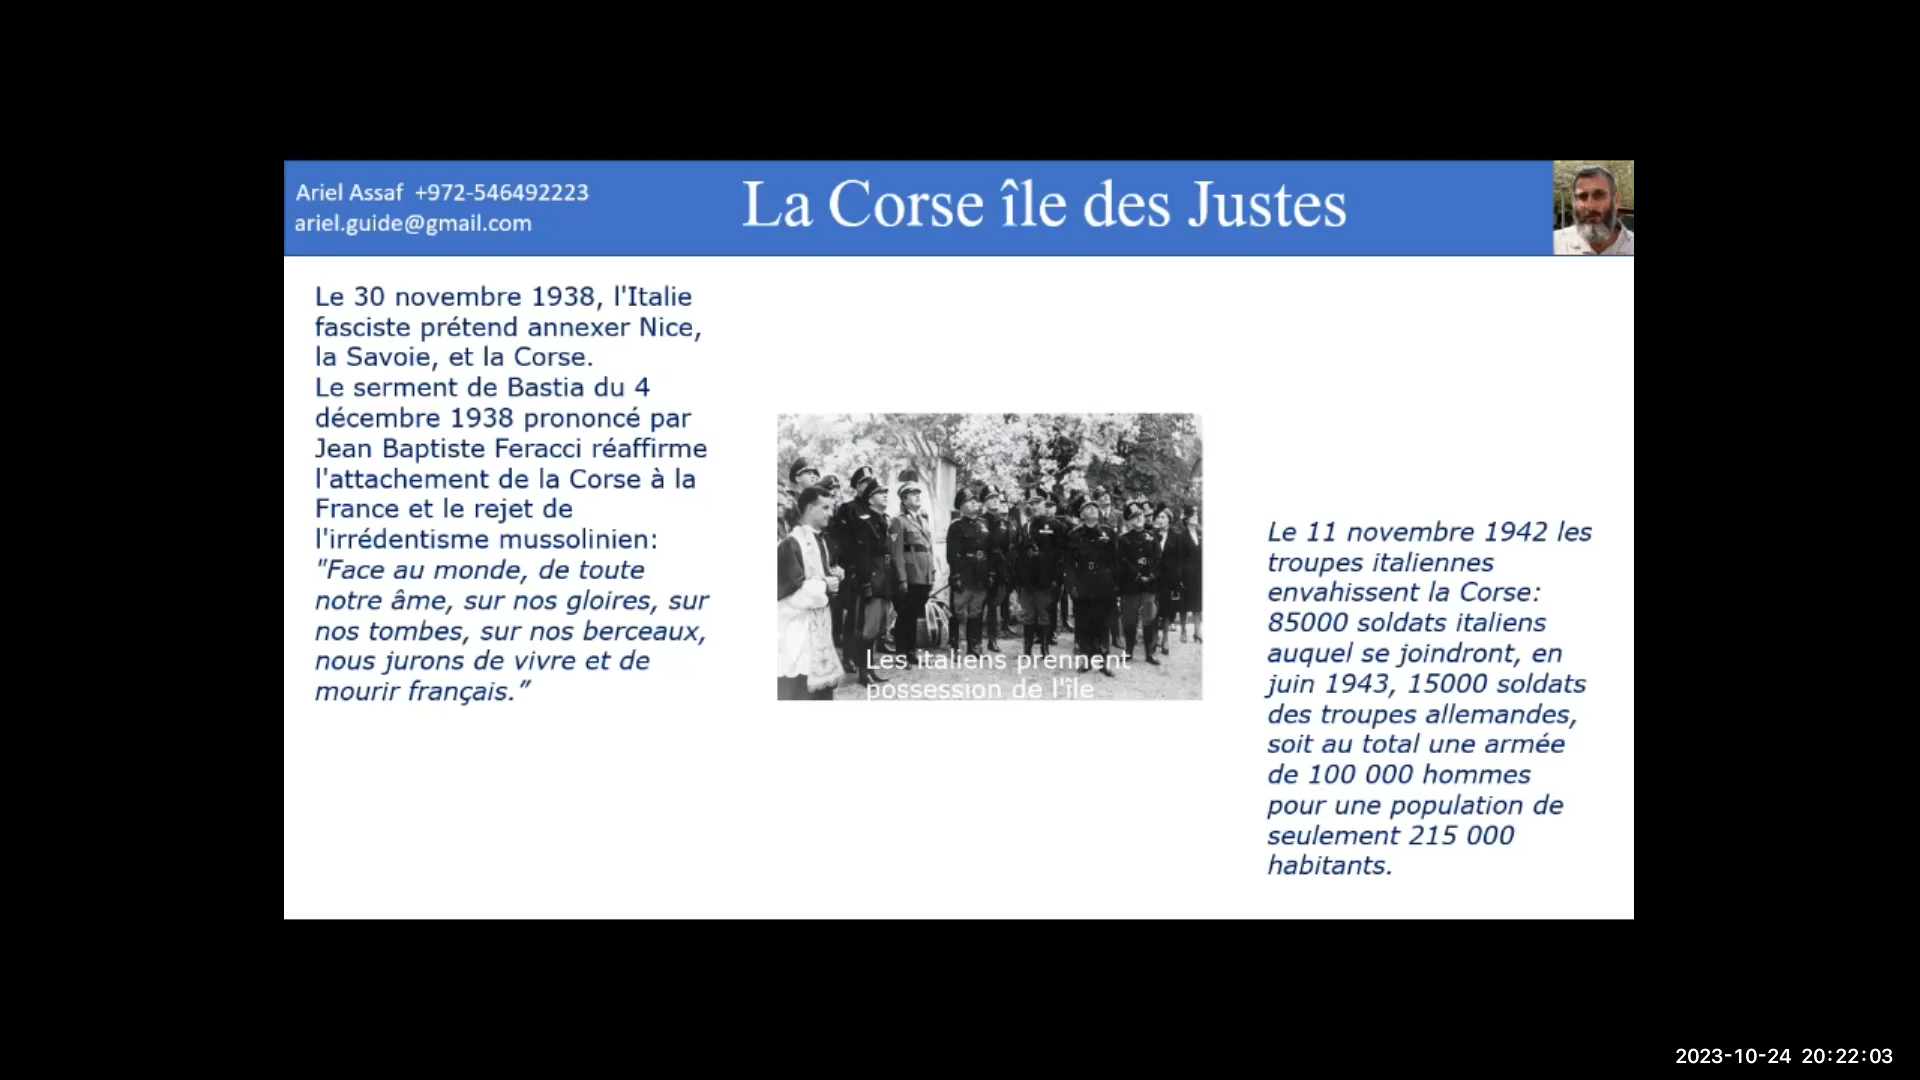 Ariel Assaf +972-546492223
ariel.guide@gmail.com
La Corse île des Justes
Le 30 novembre 1938, l'Italie
fasciste prétend annexer Nice,
la Savoie, et la Corse.
Le serment de Bastia du 4
décembre 1938 prononcé par
Jean Baptiste Feracci réaffirme
l'attachement de la Corse à la
France et le rejet de
l'irrédentisme mussolinien:
"Face au monde, de toute
notre âme, sur nos gloires, sur
nos tombes, sur nos berceaux,
nous jurons de vivre et de
mourir français.”
Les italiens prennent
possession de l'île
Le 11 novembre 1942 les
troupes italiennes
envahissent la Corse:
85000 soldats italiens
auquel se joindront, en
juin 1943, 15000 soldats
des troupes allemandes,
soit au total une armée
de 100 000 hommes
pour une population de
seulement 215 000
habitants.
2023-10-24 20:22:03